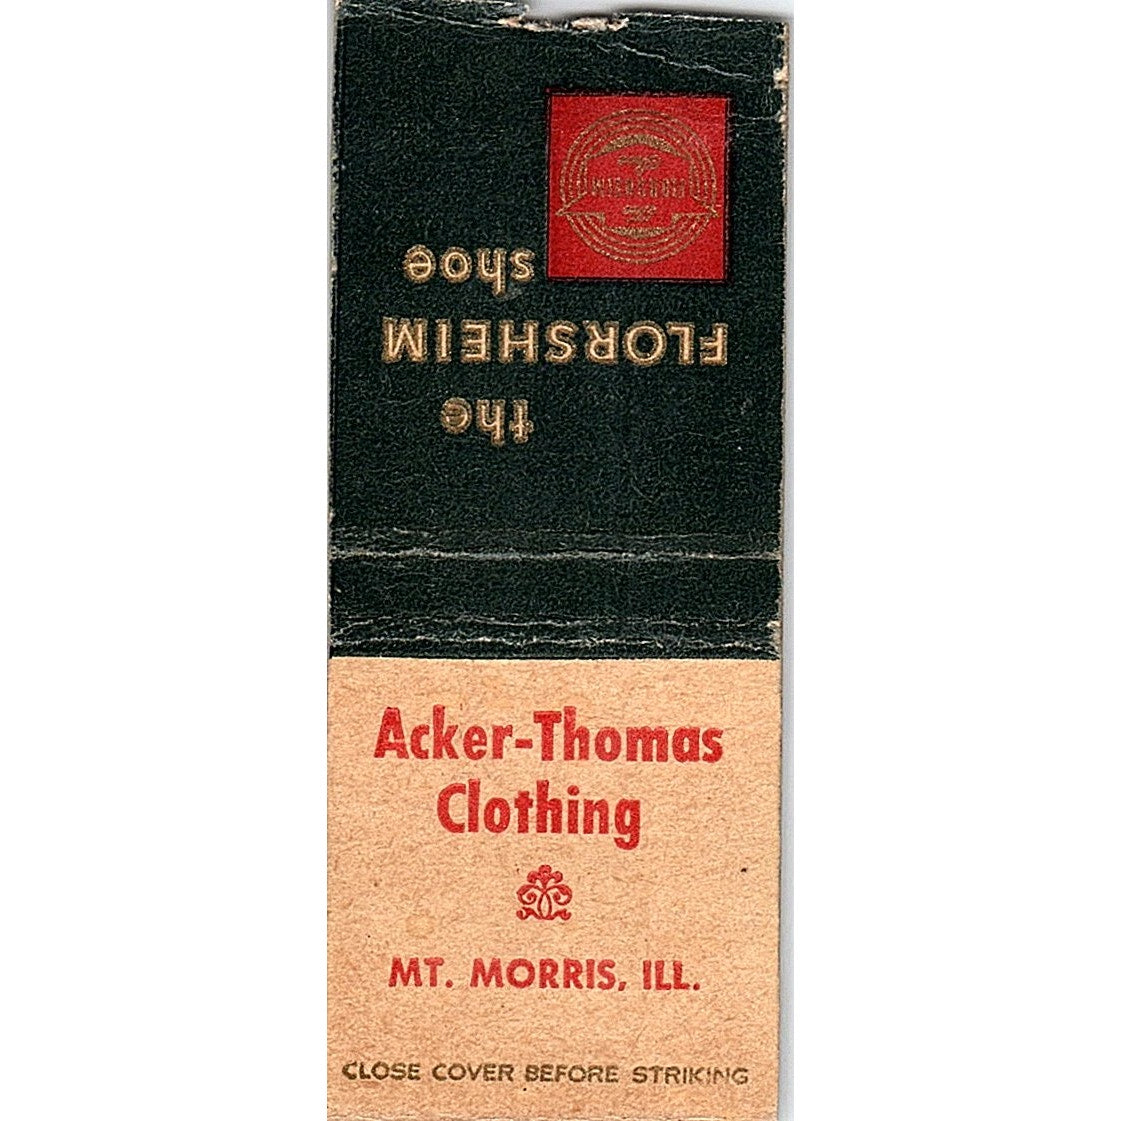 the
FLORSHEIM
shoe
Acker-Thomas
Clothing
MT. MORRIS, ILL.
CLOSE COVER BEFORE STRIKING